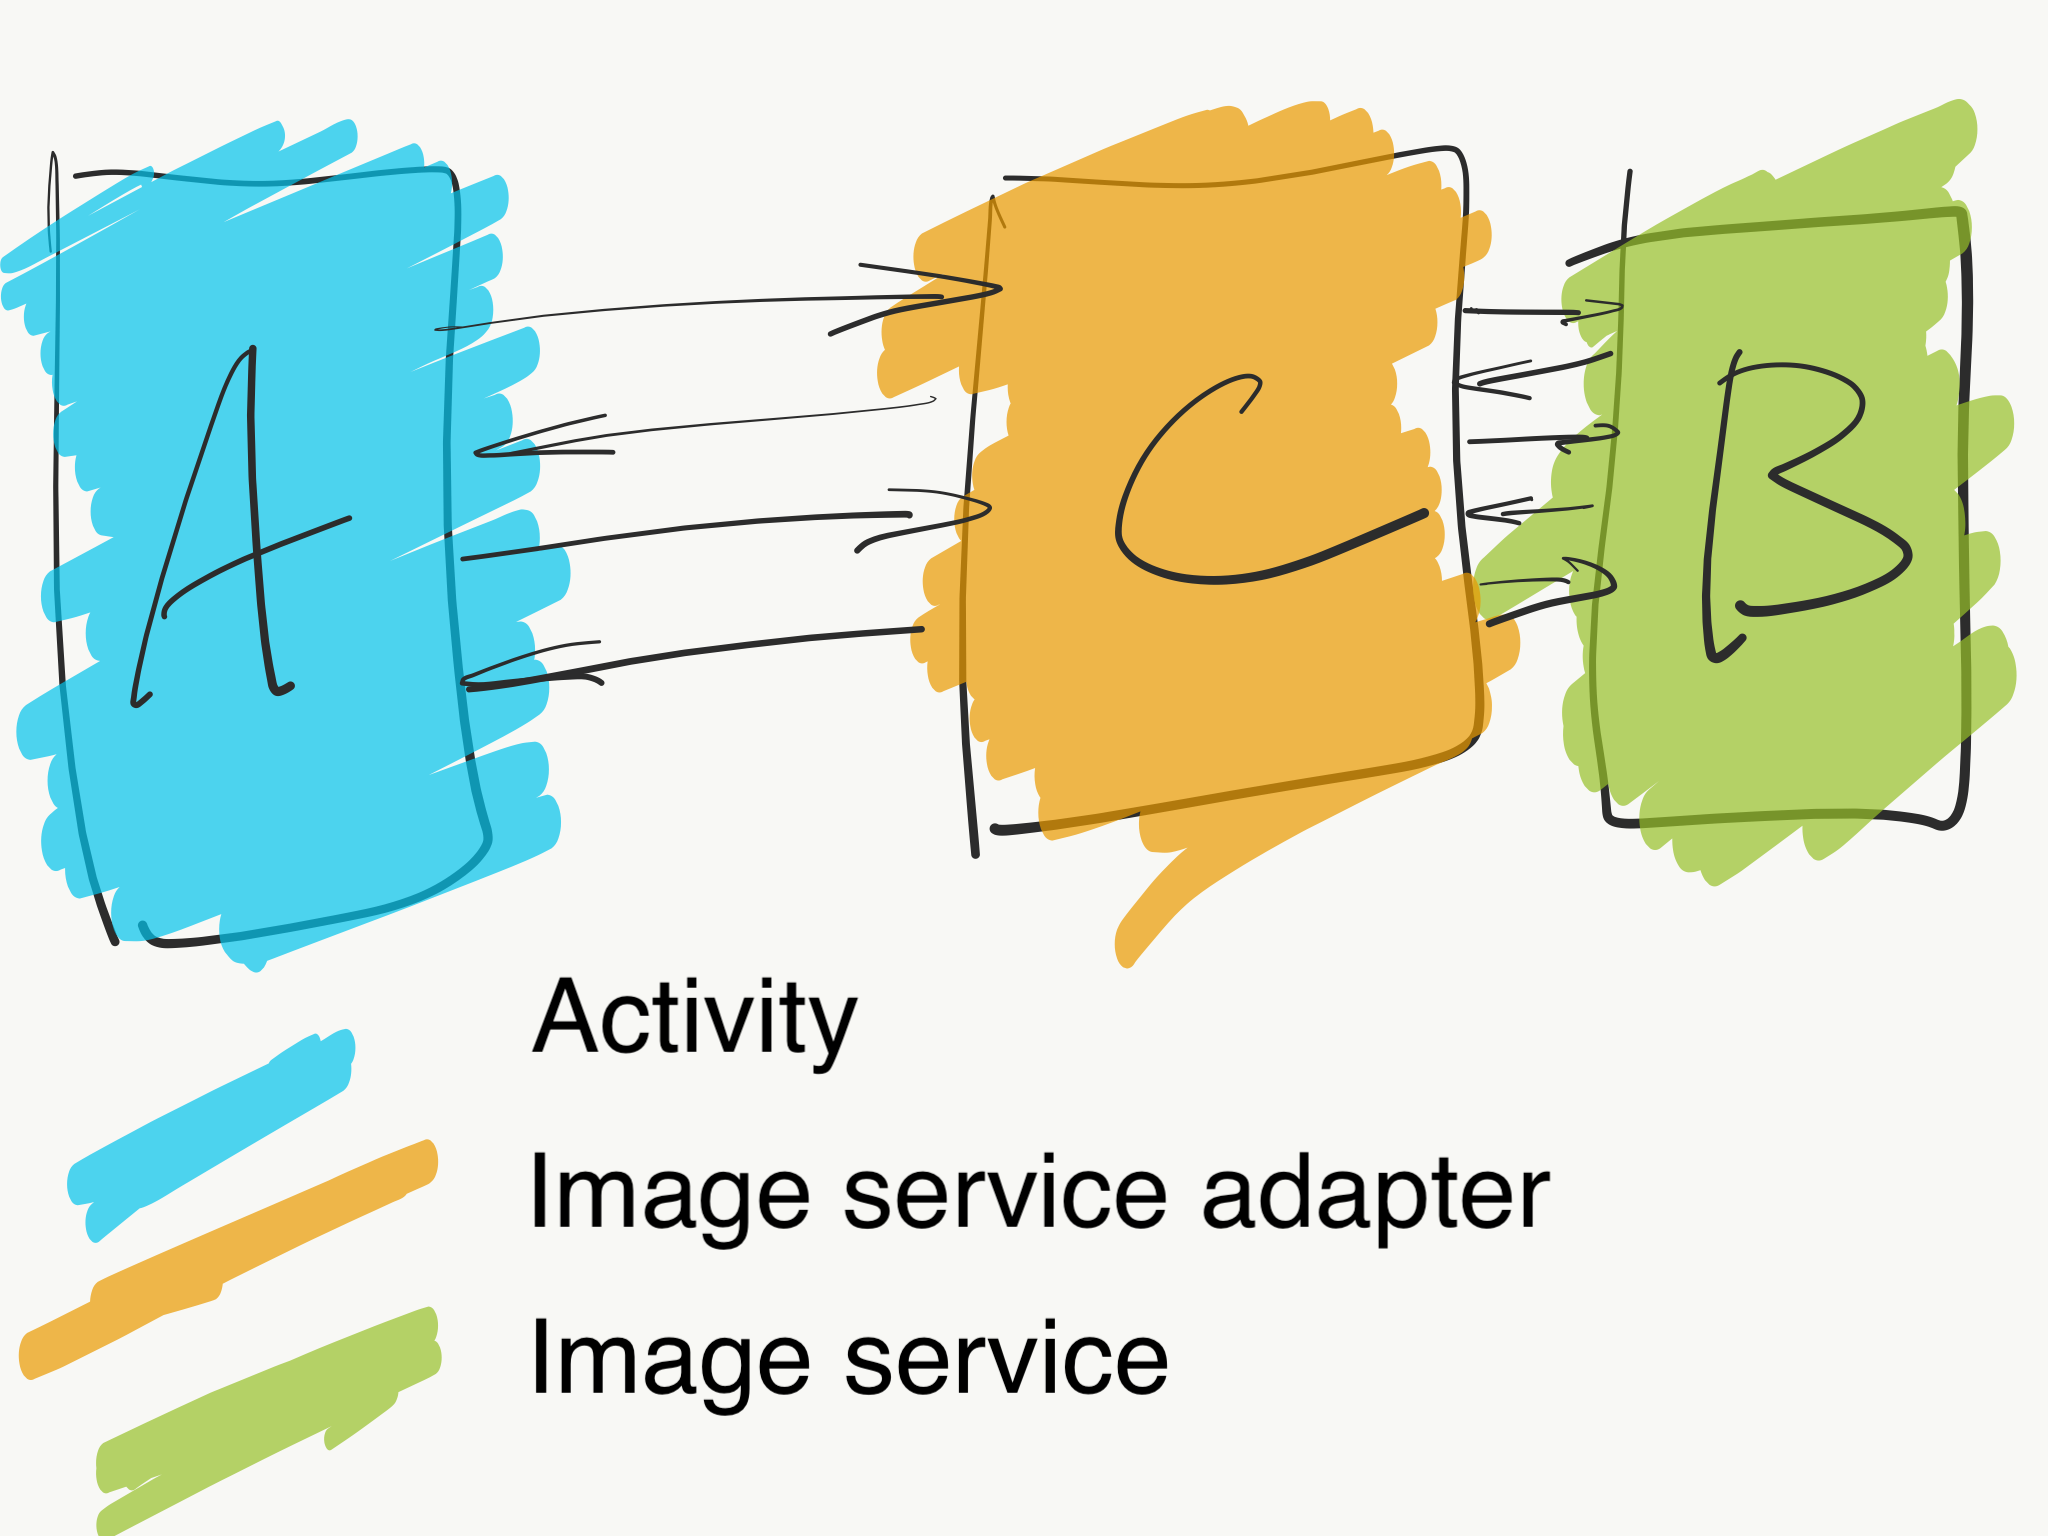 A C B
Activity
Image service adapter
Image service